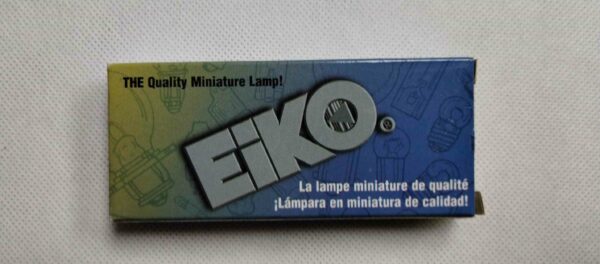 THE Quality Miniature Lamp!
EiKO®
La lampe miniature de qualité
¡Lámpara en miniatura de calidad!